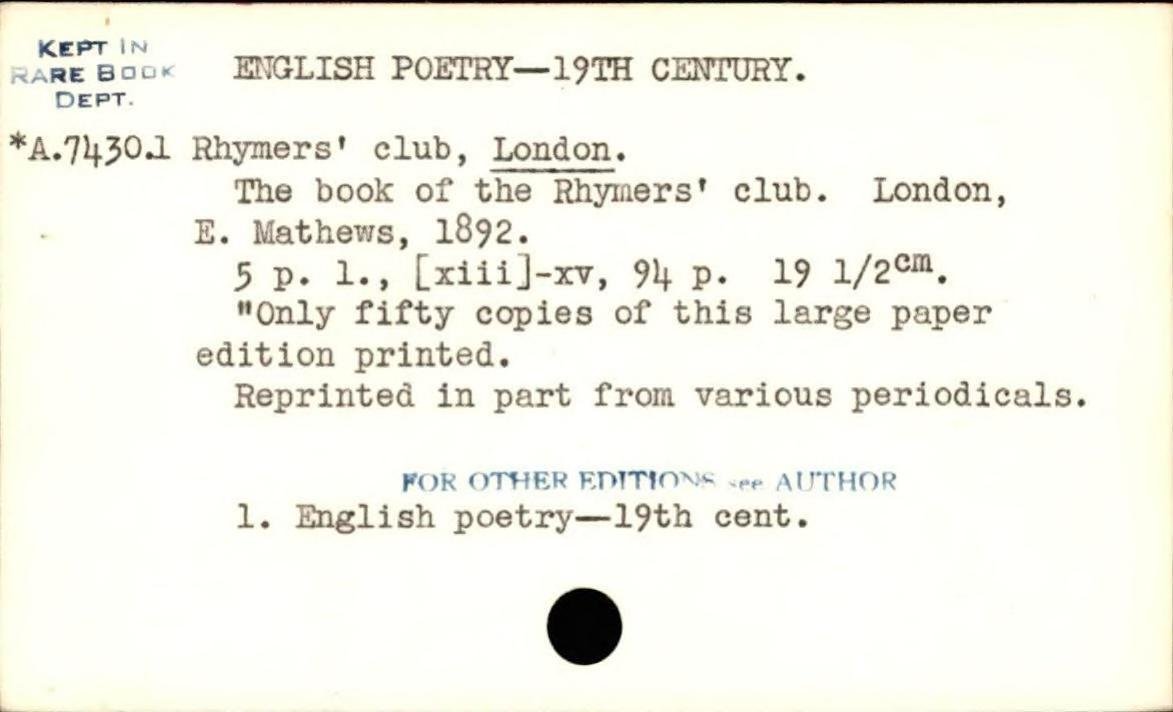 KEPT IN
RARE BOOK
DEPT.
ENGLISH POETRY—19TH CENTURY.
*A.7430.1 Rhymers' club, London.
The book of the Rhymers' club. London,
E. Mathews, 1892.
5 p. l., [xiii]-xv, 94 p. 19 1/2cm.
"Only fifty copies of this large paper
edition printed.
Reprinted in part from various periodicals.
FOR OTHER EDITIONS see AUTHOR
1. English poetry—19th cent.